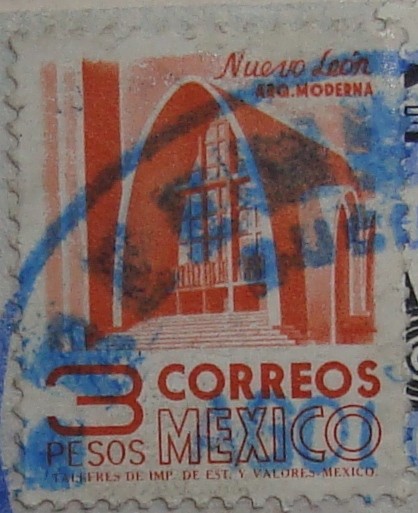 Nuevo León
ARQ. MODERNA
3 CORREOS
PESOS MEXICO
TALLERES DE IMP. DE EST. Y VALORES-MEXICO.